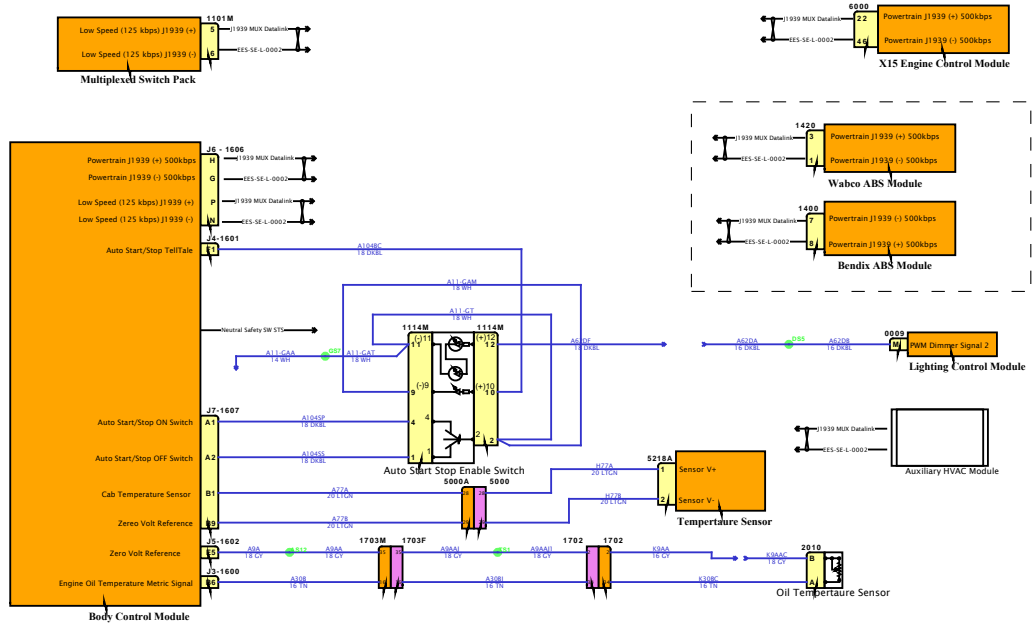 1101M
Low Speed (125 kbps) J1939 (+)
5
J1939 MUX Datalink
Low Speed (125 kbps) J1939 (-)
6
EES-SE-L-0002
Multiplexed Switch Pack
6000
J1939 MUX Datalink
22
Powertrain J1939 (+) 500kbps
EES-SE-L-0002
46
Powertrain J1939 (-) 500kbps
X15 Engine Control Module
1420
J1939 MUX Datalink
3
Powertrain J1939 (+) 500kbps
EES-SE-L-0002
1
Powertrain J1939 (-) 500kbps
Wabco ABS Module
1400
J1939 MUX Datalink
7
Powertrain J1939 (-) 500kbps
EES-SE-L-0002
8
Powertrain J1939 (+) 500kbps
Bendix ABS Module
J6 - 1606
Powertrain J1939 (+) 500kbps
H
J1939 MUX Datalink
Powertrain J1939 (-) 500kbps
G
EES-SE-L-0002
Low Speed (125 kbps) J1939 (+)
P
J1939 MUX Datalink
Low Speed (125 kbps) J1939 (-)
N
EES-SE-L-0002
J4-1601
Auto Start/Stop TellTale
E1
A104BC
18 DKBL
A11-GAM
18 WH
A11-GT
18 WH
Neutral Safety SW STS
1114M
1114M
(-)11
11
(+)12
12
A11-GAA
14 WH
A11-GAT
18 WH
A62DF
18 DKBL
A62DA
16 DKBL
A62DB
16 DKBL
0009
M
PWM Dimmer Signal 2
Lighting Control Module
(-)9
9
(+)10
10
J7-1607
Auto Start/Stop ON Switch
A1
A104SP
18 DKBL
4
4
2
2
Auto Start/Stop OFF Switch
A2
A104SS
18 DKBL
1
1
Auto Start Stop Enable Switch
J1939 MUX Datalink
EES-SE-L-0002
Auxiliary HVAC Module
5000A
5000
Cab Temperature Sensor
B1
A77A
20 LTGN
28
28
H77A
20 LTGN
Zereo Volt Reference
B9
A77B
20 LTGN
H77B
20 LTGN
5218A
1
Sensor V+
2
Sensor V-
Tempertaure Sensor
J5-1602
Zero Volt Reference
E5
A9A
18 GY
A9AA
18 GY
1703M
1703F
35
35
A9AAJ
18 GY
A9AAJ1
18 GY
1702
1702
2
2
K9AA
16 GY
K9AAC
18 GY
2010
B
J3-1600
Engine Oil Temperature Metric Signal
B6
A30B
16 TN
A30BJ
16 TN
K30BC
16 TN
A
Oil Tempertaure Sensor
Body Control Module